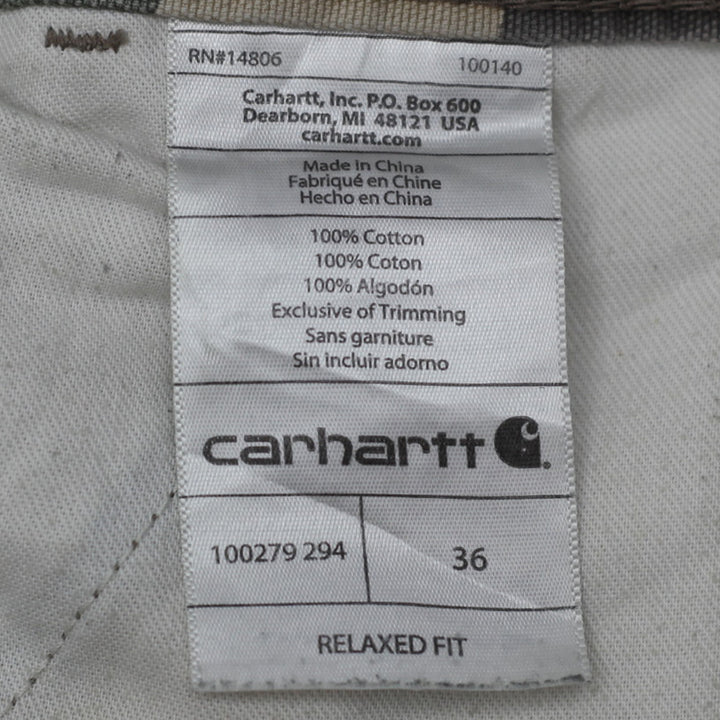 RN#14806 100140
Carhartt, Inc. P.O. Box 600
Dearborn, MI 48121 USA
carhartt.com
Made in China
Fabriqué en Chine
Hecho en China
100% Cotton
100% Coton
100% Algodón
Exclusive of Trimming
Sans garniture
Sin incluir adorno
carhartt
100279 294 36
RELAXED FIT